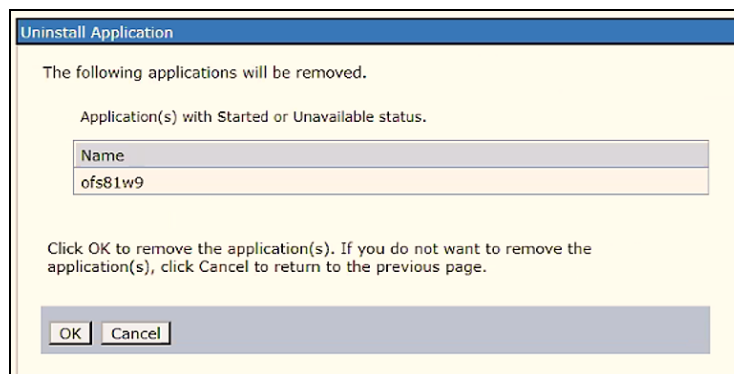 Uninstall Application
The following applications will be removed.
Application(s) with Started or Unavailable status.
Name
ofs81w9
Click OK to remove the application(s). If you do not want to remove the
application(s), click Cancel to return to the previous page.
OK Cancel